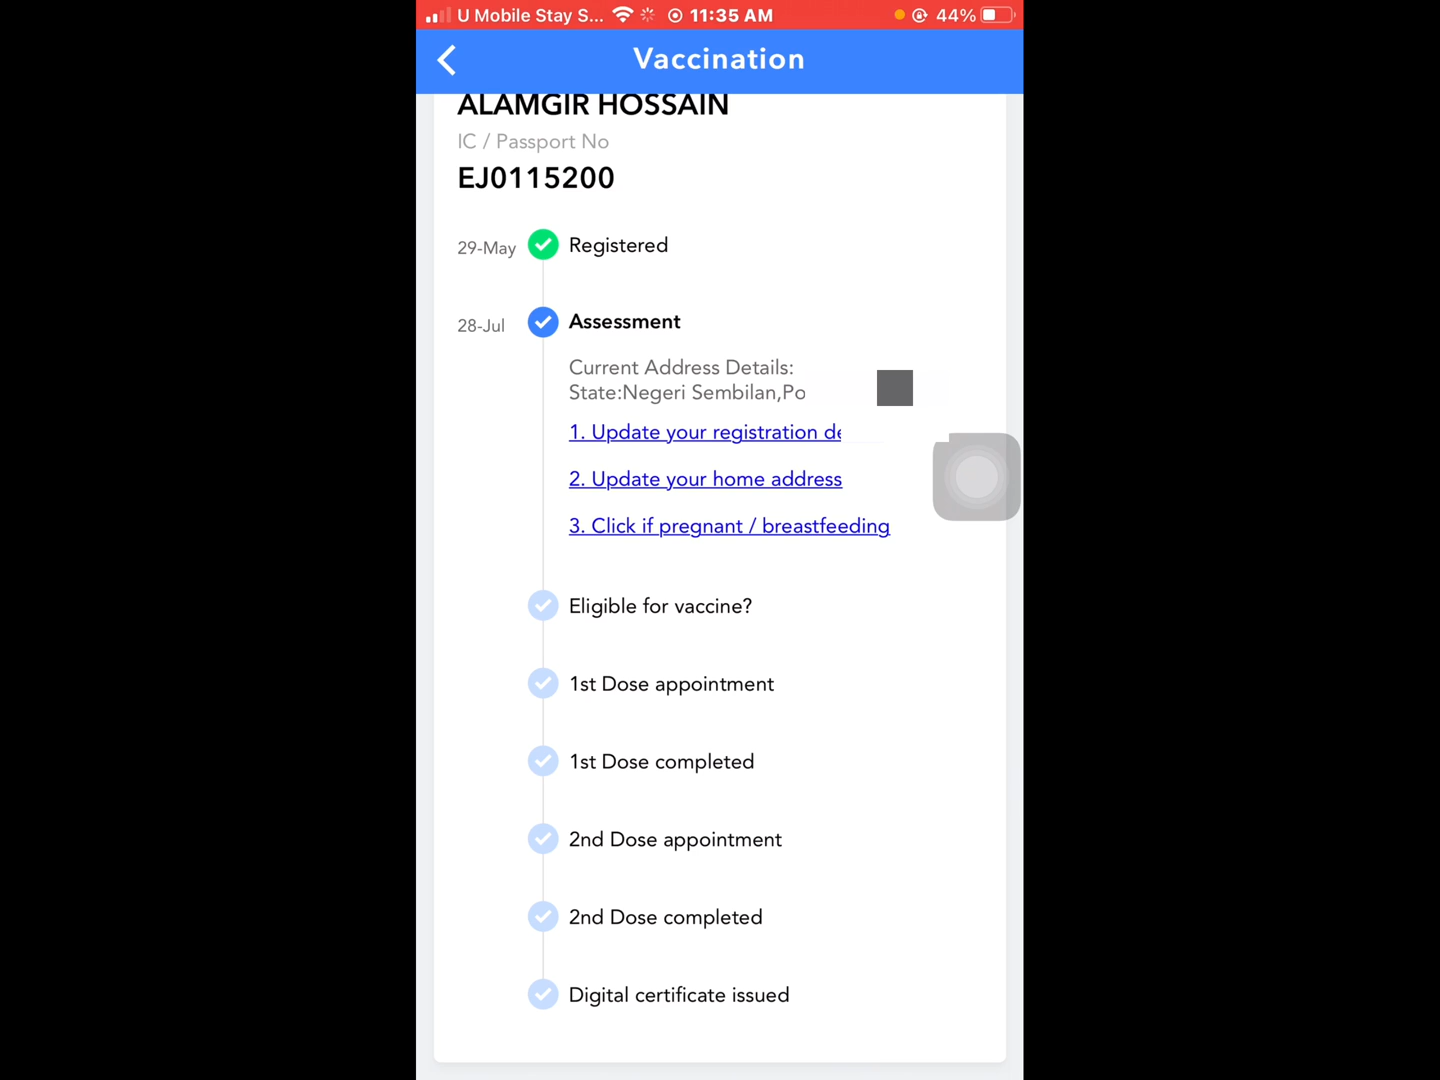 U Mobile Stay S... 11:35 AM 44%
Vaccination
ALAMGIR HOSSAIN
IC / Passport No
EJ0115200
29-May Registered
28-Jul Assessment
Current Address Details:
State:Negeri Sembilan,Po
1. Update your registration de
2. Update your home address
3. Click if pregnant / breastfeeding
Eligible for vaccine?
1st Dose appointment
1st Dose completed
2nd Dose appointment
2nd Dose completed
Digital certificate issued